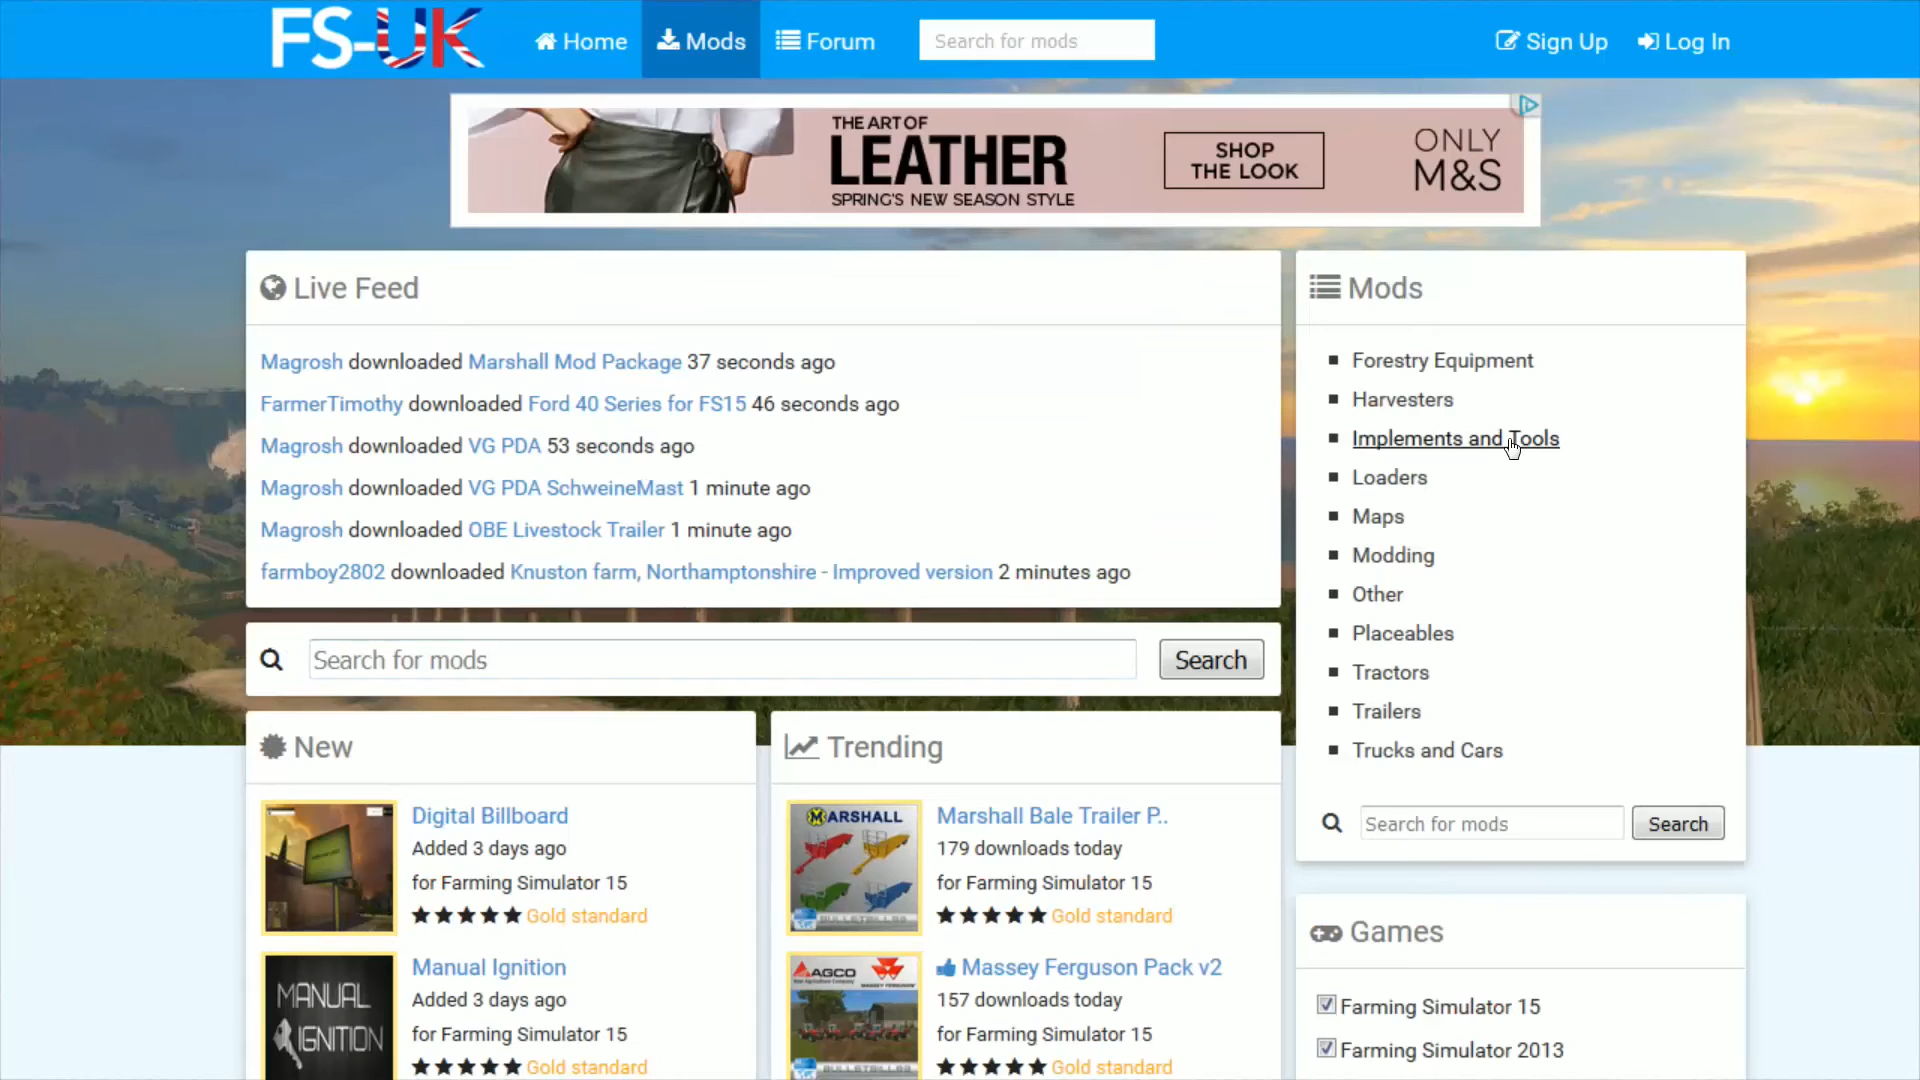 FS-UK
Home
Mods
Forum
Search for mods
Sign Up
Log In
THE ART OF
LEATHER
SPRING'S NEW SEASON STYLE
SHOP
THE LOOK
ONLY
M&S
Live Feed
Magrosh downloaded Marshall Mod Package 37 seconds ago
FarmerTimothy downloaded Ford 40 Series for FS15 46 seconds ago
Magrosh downloaded VG PDA 53 seconds ago
Magrosh downloaded VG PDA SchweineMast 1 minute ago
Magrosh downloaded OBE Livestock Trailer 1 minute ago
farmboy2802 downloaded Knuston farm, Northamptonshire - Improved version 2 minutes ago
Search for mods
Search
New
Digital Billboard
Added 3 days ago
for Farming Simulator 15
★★★★★ Gold standard
MANUAL
IGNITION
Manual Ignition
Added 3 days ago
for Farming Simulator 15
★★★★★ Gold standard
Trending
MARSHALL
Marshall Bale Trailer P..
179 downloads today
for Farming Simulator 15
★★★★★ Gold standard
AGCO
MASSEY FERGUSON
Massey Ferguson Pack v2
157 downloads today
for Farming Simulator 15
★★★★★ Gold standard
Mods
Forestry Equipment
Harvesters
Implements and Tools
Loaders
Maps
Modding
Other
Placeables
Tractors
Trailers
Trucks and Cars
Search for mods
Search
Games
Farming Simulator 15
Farming Simulator 2013